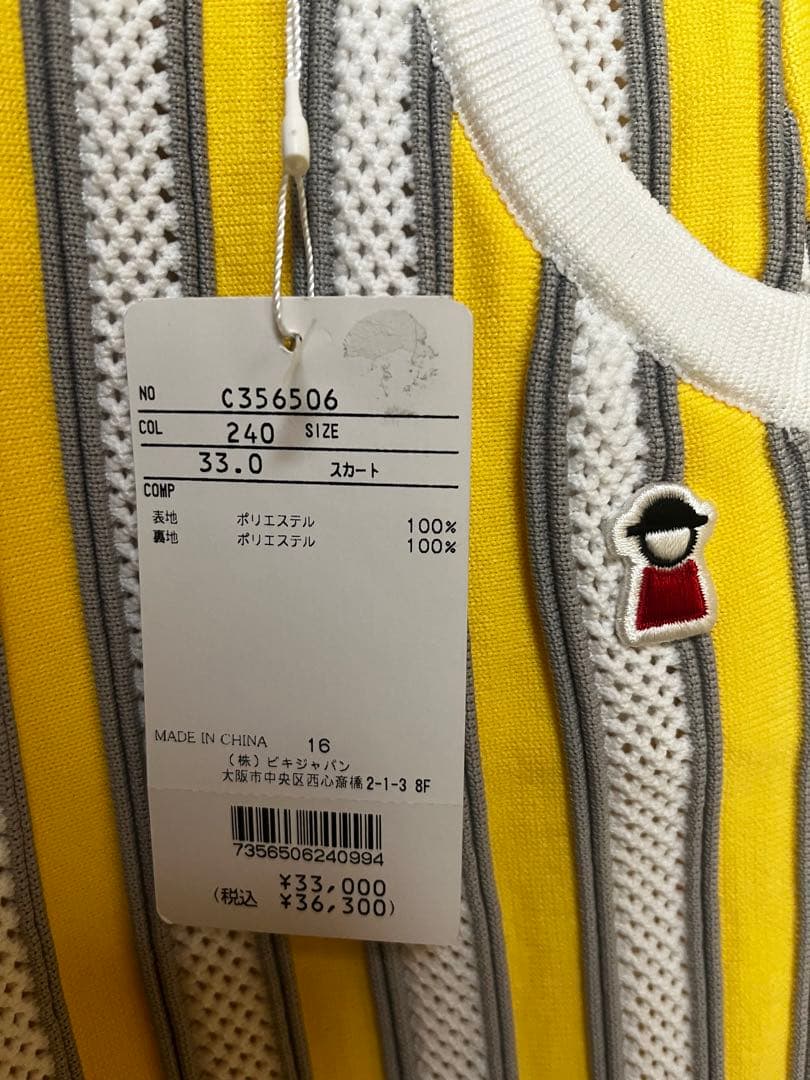 NO C356506
COL 240 SIZE
33.0 スカート
COMP
表地 ポリエステル 100%
裏地 ポリエステル 100%
MADE IN CHINA 16
(株)ビキジャパン
大阪市中央区西心斎橋2-1-3 8F
7356506240994
¥33,000
(税込 ¥36,300)